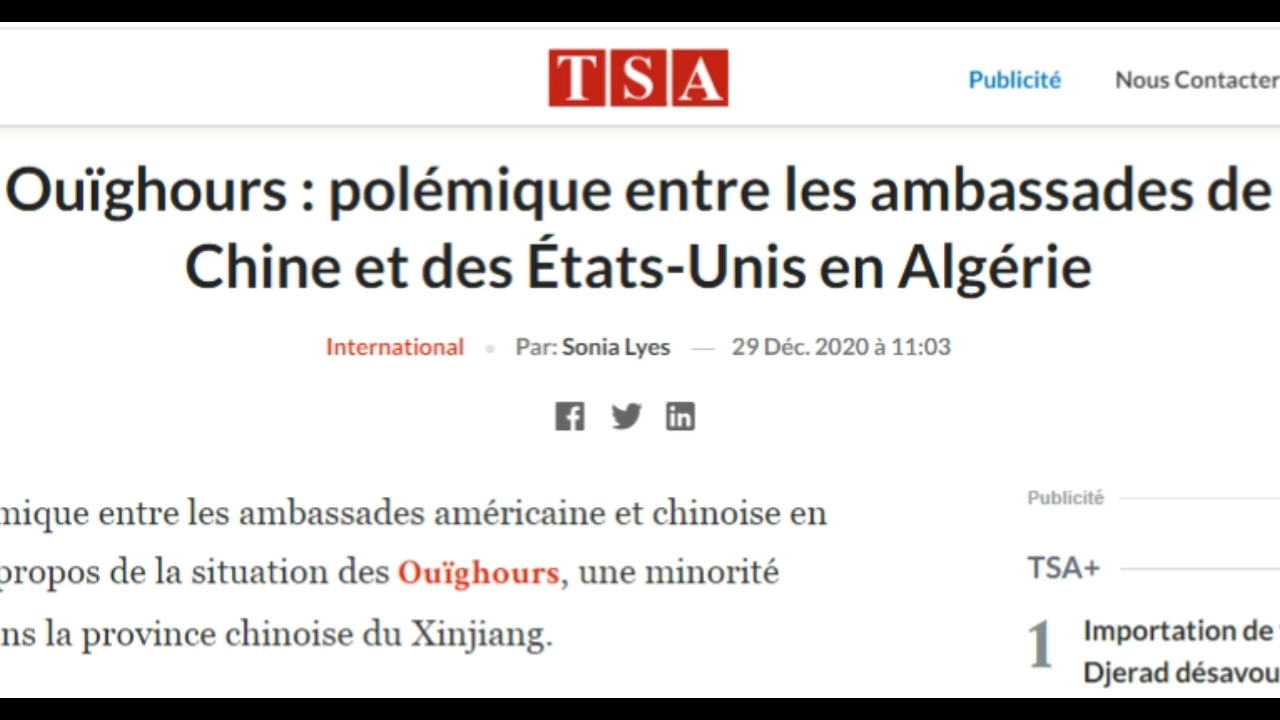 TSA
Publicité
Nous Contacter
Ouïghours : polémique entre les ambassades de
Chine et des États-Unis en Algérie
International • Par: Sonia Lyes — 29 Déc. 2020 à 11:03
mique entre les ambassades américaine et chinoise en
propos de la situation des Ouïghours, une minorité
ns la province chinoise du Xinjiang.
Publicité
TSA+
1 Importation de
Djerad désavou